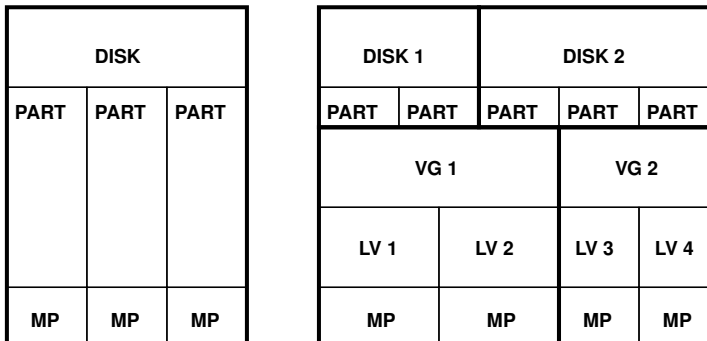 DISK
PART PART PART
MP MP MP
DISK 1 DISK 2
PART PART PART PART PART
VG 1 VG 2
LV 1 LV 2 LV 3 LV 4
MP MP MP MP